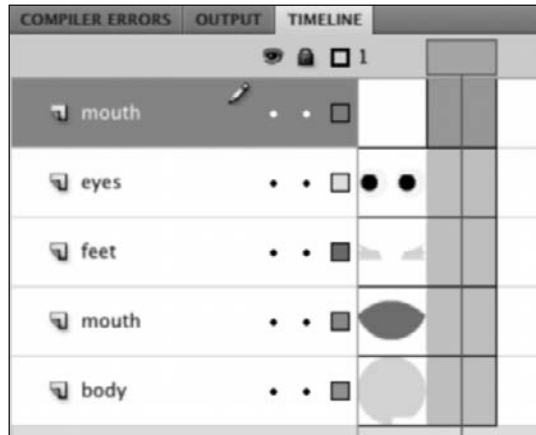 COMPILER ERRORS OUTPUT TIMELINE
1
mouth
eyes
feet
mouth
body